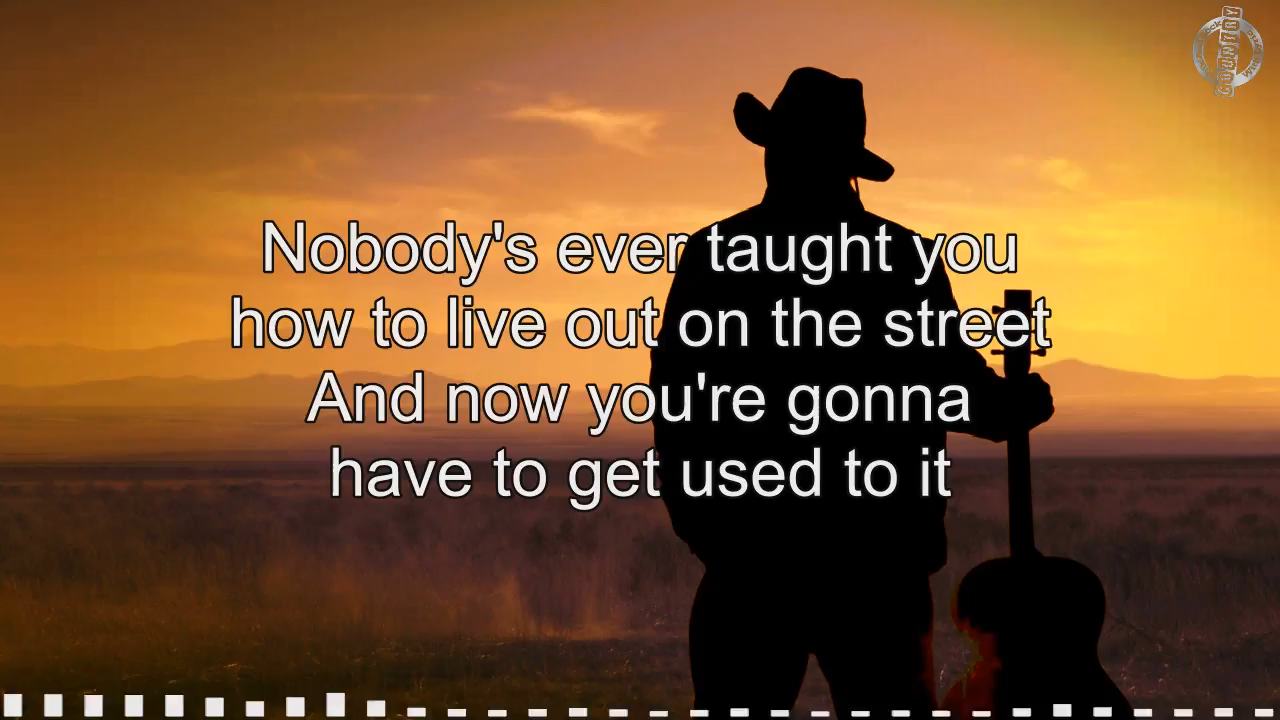 Nobody's ever taught you
how to live out on the street
And now you're gonna
have to get used to it
COUNTRY